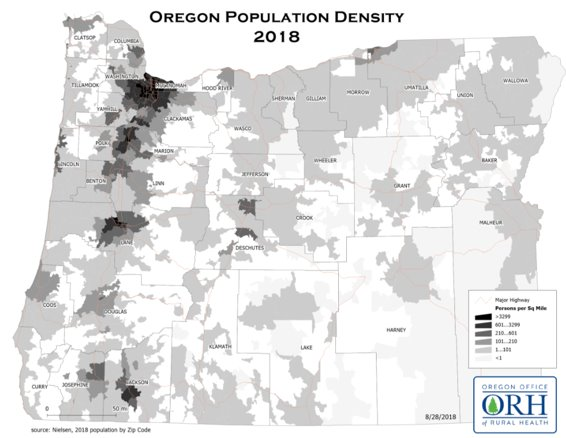 OREGON POPULATION DENSITY
2018
CLATSOP
COLUMBIA
TILLAMOOK
WASHINGTON
MULTNOMAH
HOOD RIVER
YAMHILL
CLACKAMAS
SHERMAN
GILLIAM
MORROW
UMATILLA
UNION
WALLOWA
POLK
MARION
WASCO
LINCOLN
BENTON
LINN
JEFFERSON
WHEELER
GRANT
BAKER
LANE
DESCHUTES
CROOK
MALHEUR
COOS
DOUGLAS
KLAMATH
LAKE
HARNEY
CURRY
JOSEPHINE
JACKSON
Major Highway
Persons per Sq Mile
>3299
601...3299
210...601
101...210
1...101
<1
0 50 mi
8/28/2018
source: Nielsen, 2018 population by Zip Code
OREGON OFFICE
ORH
of RURAL HEALTH